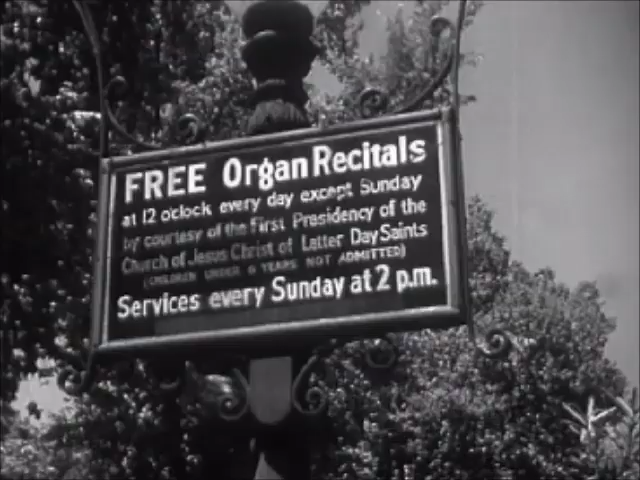 FREE Organ Recitals
at 12 o'clock every day except Sunday
by courtesy of the First Presidency of the
Church of Jesus Christ of Latter Day Saints
(CHILDREN UNDER 6 YEARS NOT ADMITTED)
Services every Sunday at 2 p.m.